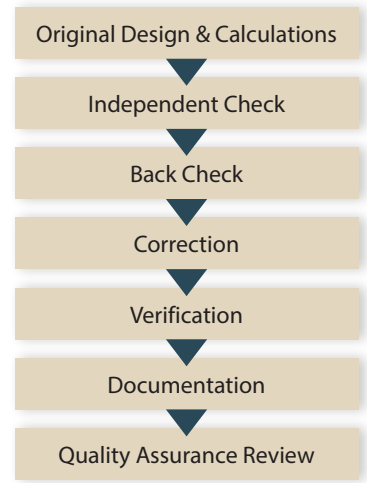 Original Design & Calculations
Independent Check
Back Check
Correction
Verification
Documentation
Quality Assurance Review